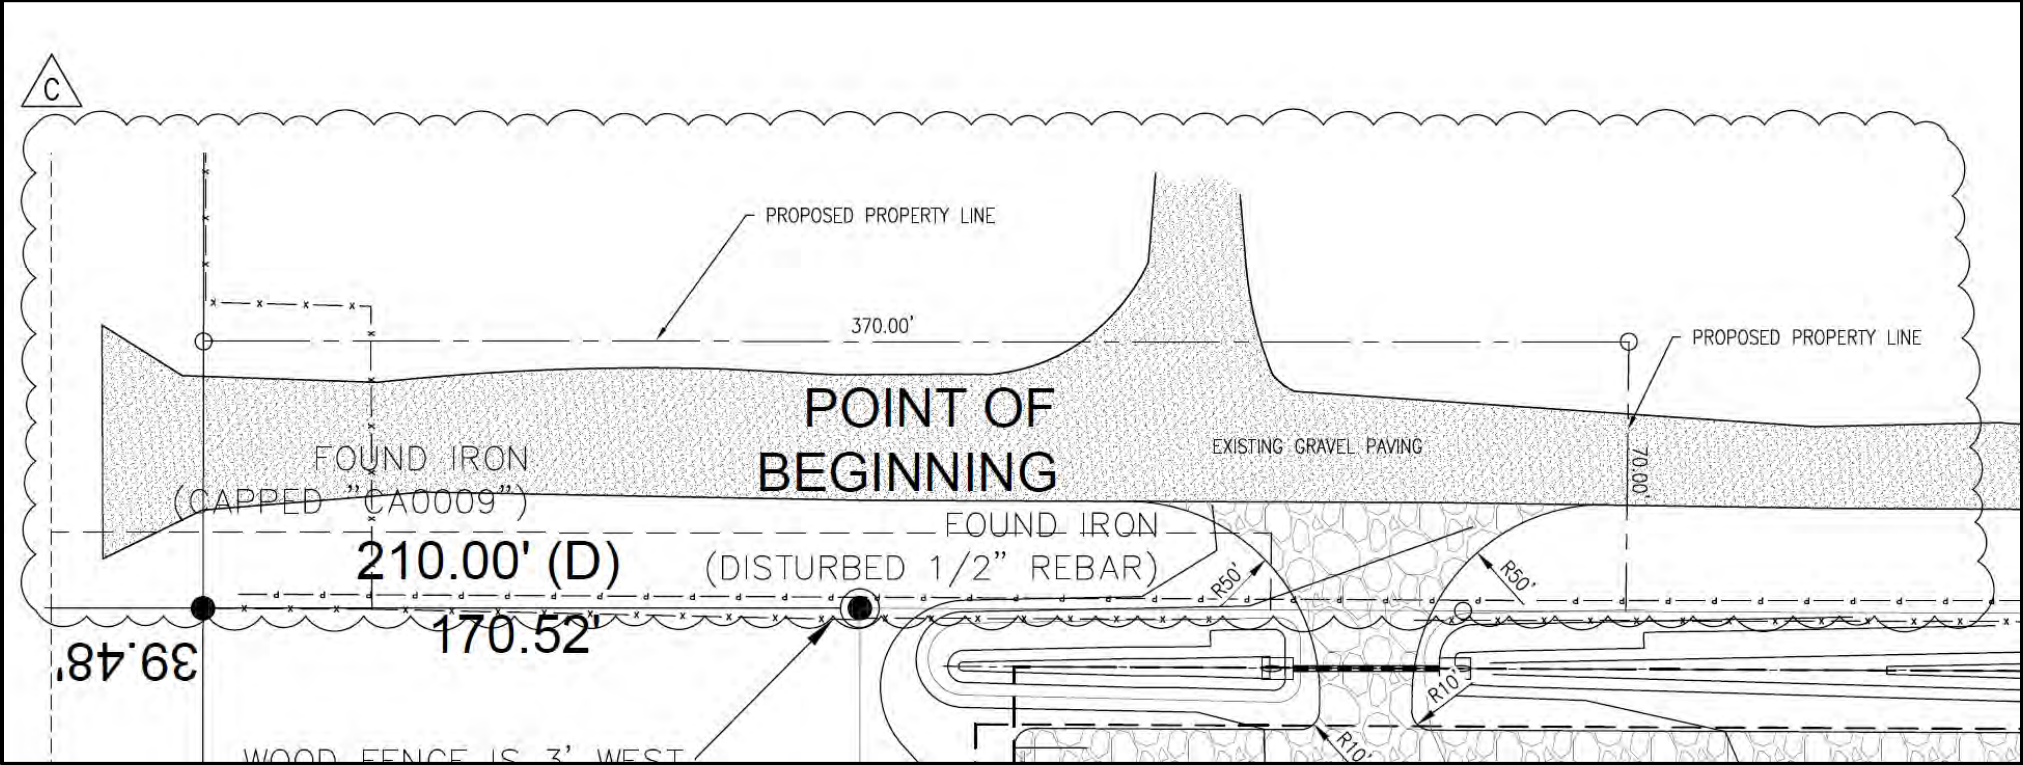 C
PROPOSED PROPERTY LINE
370.00'
PROPOSED PROPERTY LINE
POINT OF
BEGINNING
EXISTING GRAVEL PAVING
70.00'
FOUND IRON
(CAPPED "CA0009")
FOUND IRON
(DISTURBED 1/2" REBAR)
210.00' (D)
170.52'
39.48'
R50'
R50'
R10'
R10'
WOOD FENCE IS 3' WEST